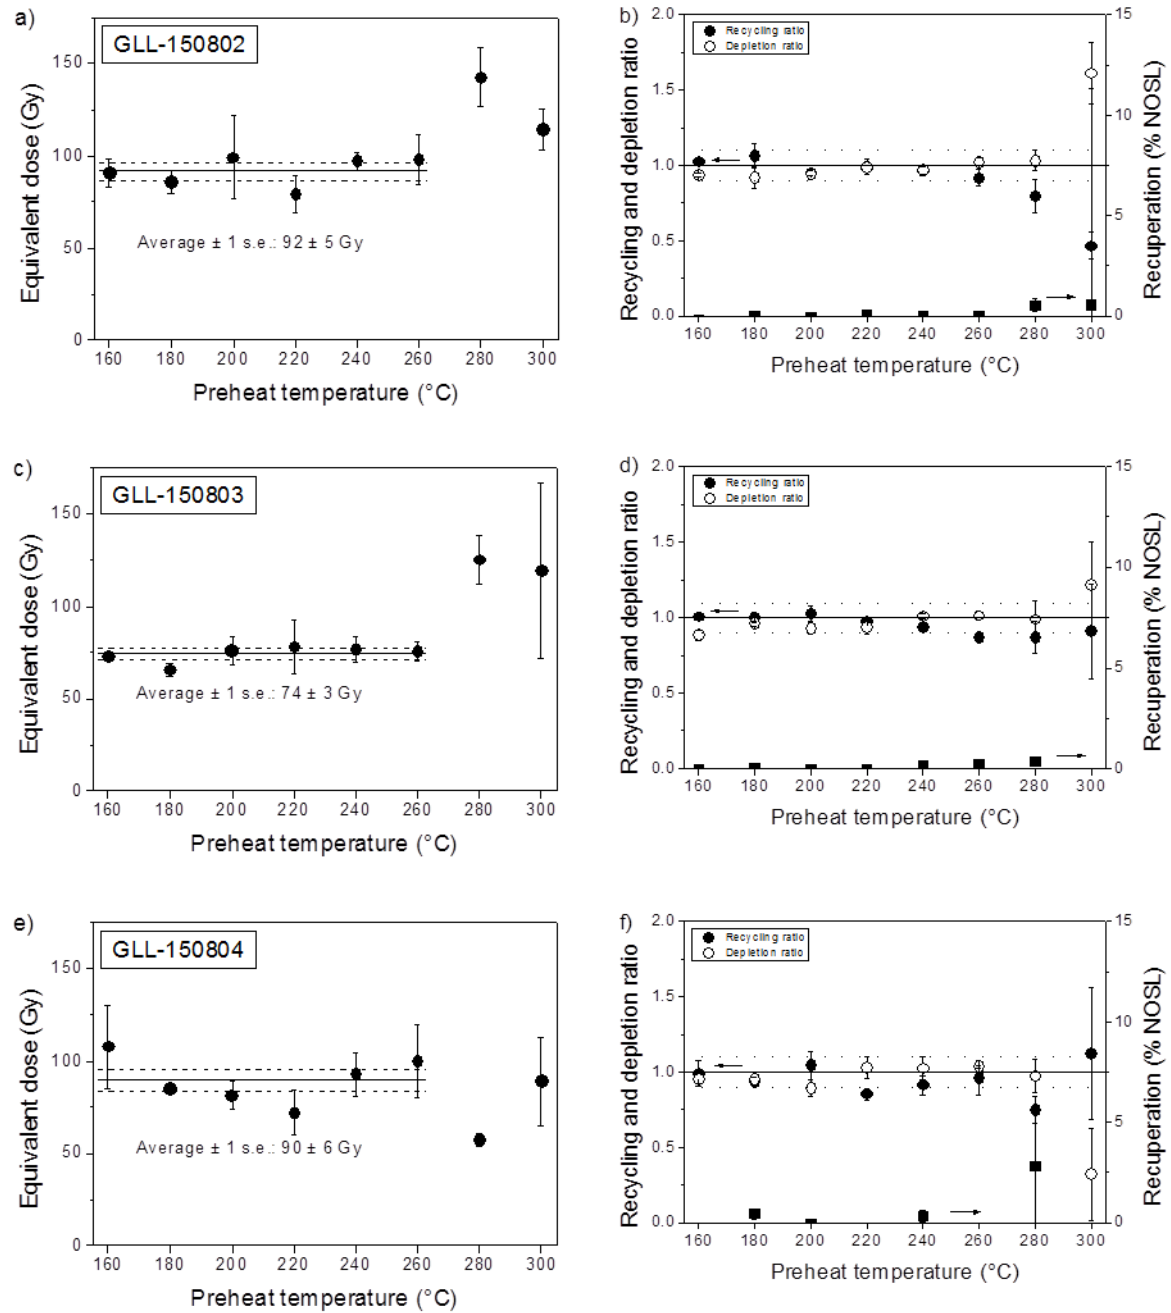 a)
GLL-150802
Equivalent dose (Gy)
150
100
50
0
Average ± 1 s.e.: 92 ± 5 Gy
160 180 200 220 240 260 280 300
Preheat temperature (°C)
b)
Recycling ratio
Depletion ratio
Recycling and depletion ratio
2.0
1.5
1.0
0.5
0.0
15
10
5
0
Recuperation (% NOSL)
160 180 200 220 240 260 280 300
Preheat temperature (°C)
c)
GLL-150803
Equivalent dose (Gy)
150
100
50
0
Average ± 1 s.e.: 74 ± 3 Gy
160 180 200 220 240 260 280 300
Preheat temperature (°C)
d)
Recycling ratio
Depletion ratio
Recycling and depletion ratio
2.0
1.5
1.0
0.5
0.0
15
10
5
0
Recuperation (% NOSL)
160 180 200 220 240 260 280 300
Preheat temperature (°C)
e)
GLL-150804
Equivalent dose (Gy)
150
100
50
0
Average ± 1 s.e.: 90 ± 6 Gy
160 180 200 220 240 260 280 300
Preheat temperature (°C)
f)
Recycling ratio
Depletion ratio
Recycling and depletion ratio
2.0
1.5
1.0
0.5
0.0
15
10
5
0
Recuperation (% NOSL)
160 180 200 220 240 260 280 300
Preheat temperature (°C)